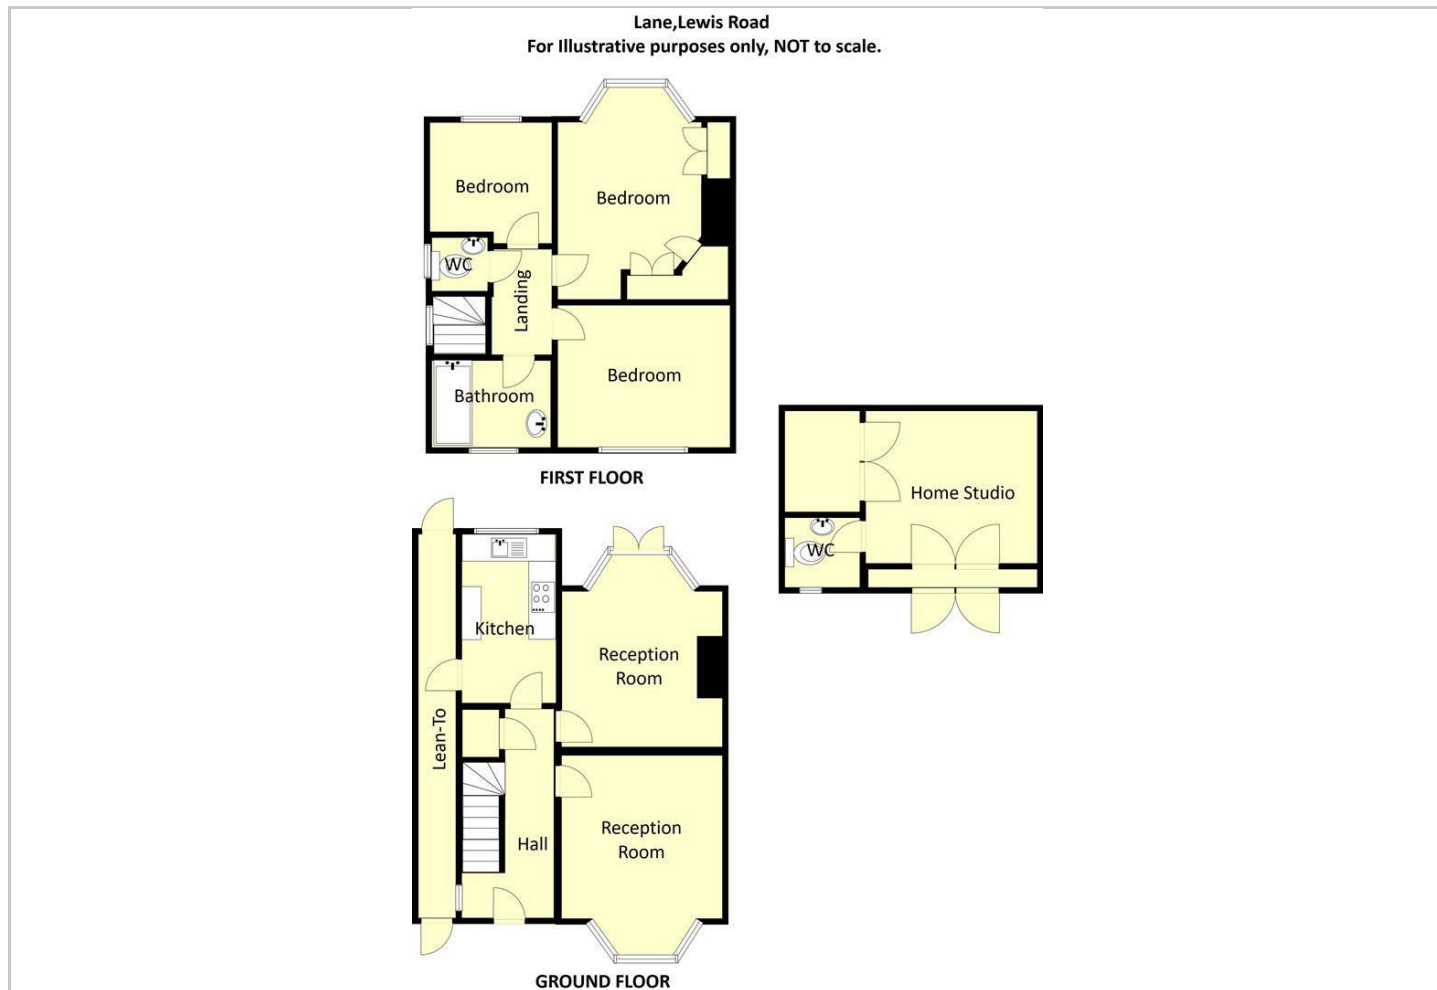 Lane,Lewis Road
For Illustrative purposes only, NOT to scale.
Bedroom
Bedroom
WC
Landing
Bedroom
Bathroom
FIRST FLOOR
Home Studio
WC
Kitchen
Reception
Room
Lean-To
Reception
Room
Hall
GROUND FLOOR